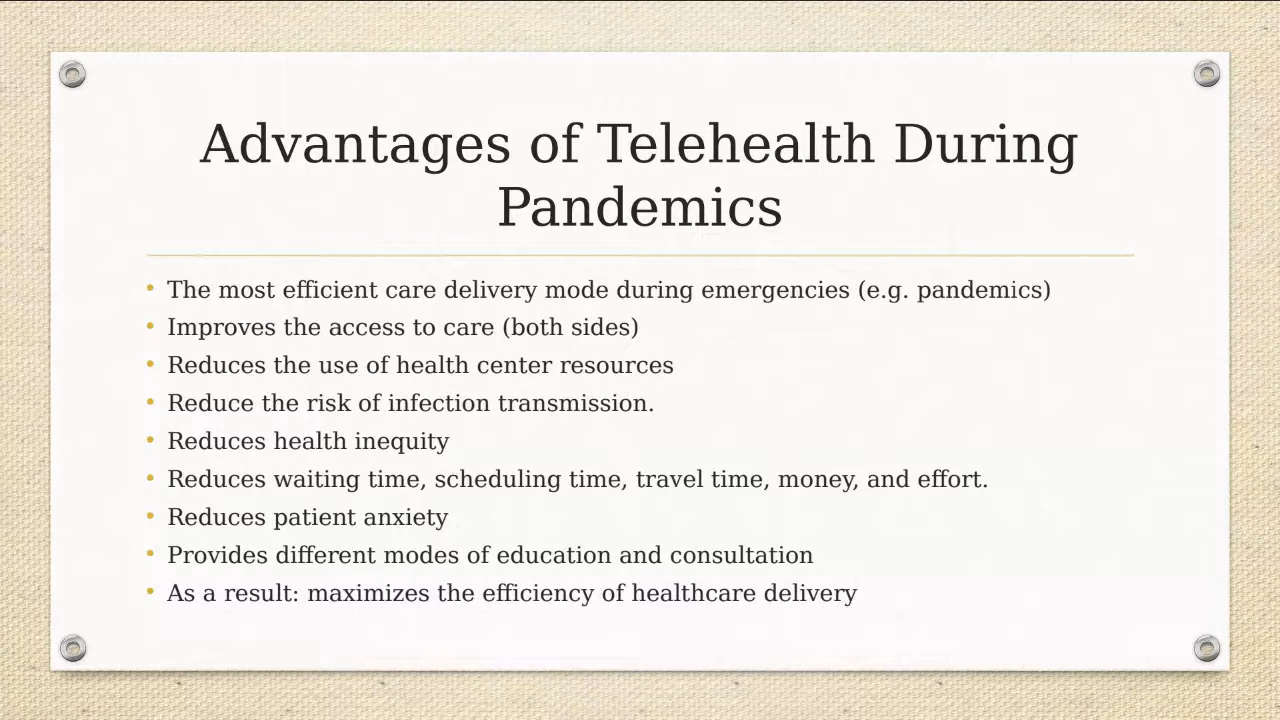 Advantages of Telehealth During
Pandemics
• The most efficient care delivery mode during emergencies (e.g. pandemics)
• Improves the access to care (both sides)
• Reduces the use of health center resources
• Reduce the risk of infection transmission.
• Reduces health inequity
• Reduces waiting time, scheduling time, travel time, money, and effort.
• Reduces patient anxiety
• Provides different modes of education and consultation
• As a result: maximizes the efficiency of healthcare delivery